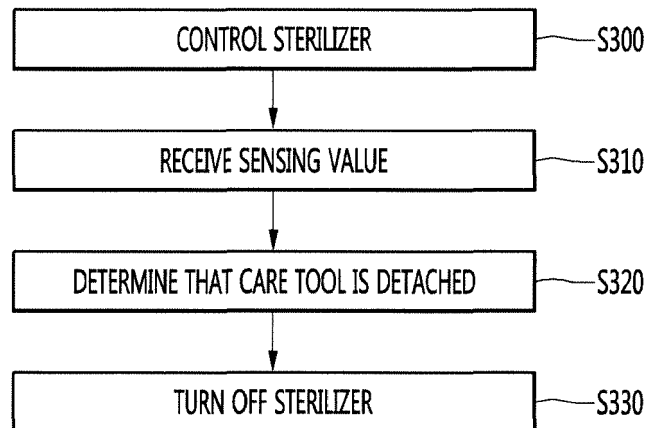 CONTROL STERILIZER S300
RECEIVE SENSING VALUE S310
DETERMINE THAT CARE TOOL IS DETACHED S320
TURN OFF STERILIZER S330